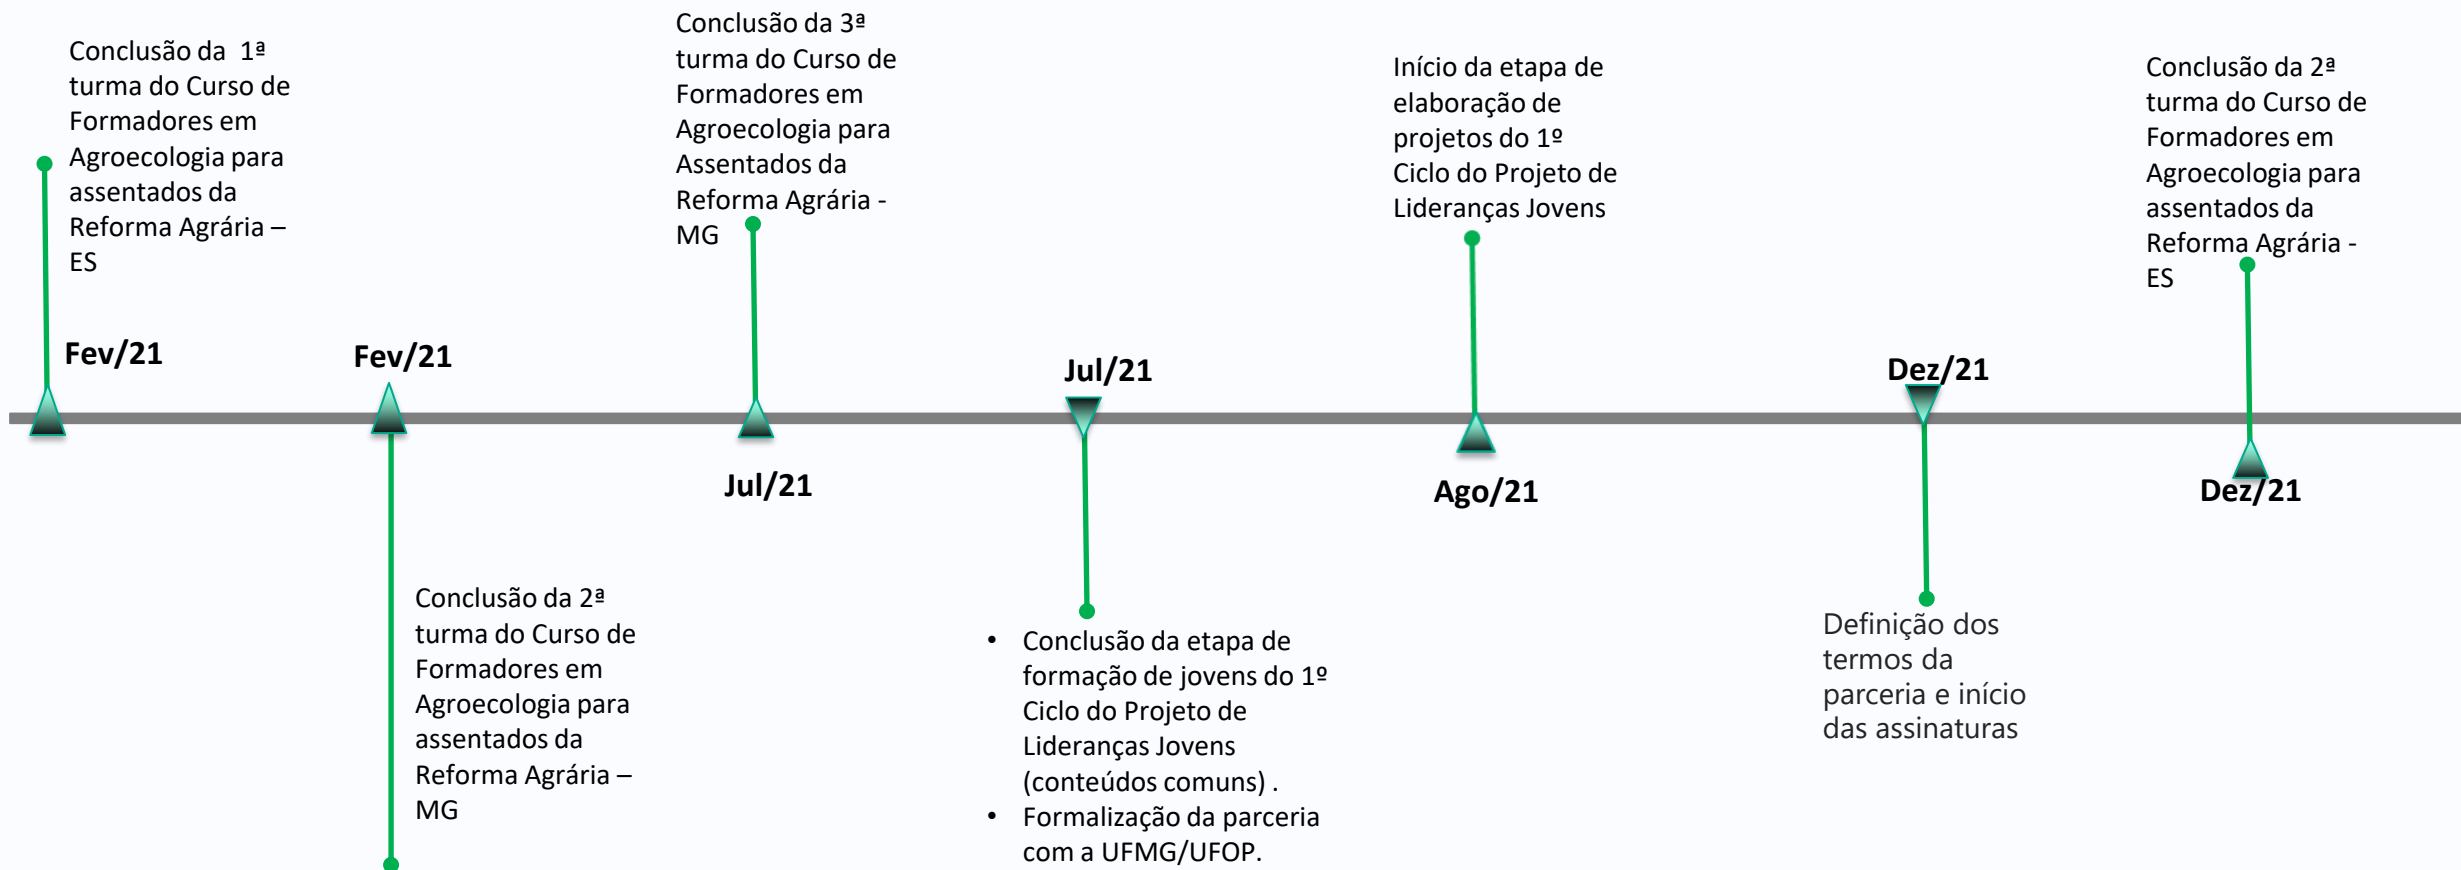 Conclusão da  1ª
turma do Curso de
Formadores em
Agroecologia para
assentados da
Reforma Agrária –
ES
Fev/21
Fev/21
Conclusão da 2ª
turma do Curso de
Formadores em
Agroecologia para
assentados da
Reforma Agrária –
MG
Conclusão da 3ª
turma do Curso de
Formadores em
Agroecologia para
Assentados da
Reforma Agrária -
MG
Jul/21
Jul/21
• Conclusão da etapa de
formação de jovens do 1º
Ciclo do Projeto de
Lideranças Jovens
(conteúdos comuns) .
• Formalização da parceria
com a UFMG/UFOP.
Início da etapa de
elaboração de
projetos do 1º
Ciclo do Projeto de
Lideranças Jovens
Ago/21
Dez/21
Definição dos
termos da
parceria e início
das assinaturas
Conclusão da 2ª
turma do Curso de
Formadores em
Agroecologia para
assentados da
Reforma Agrária -
ES
Dez/21